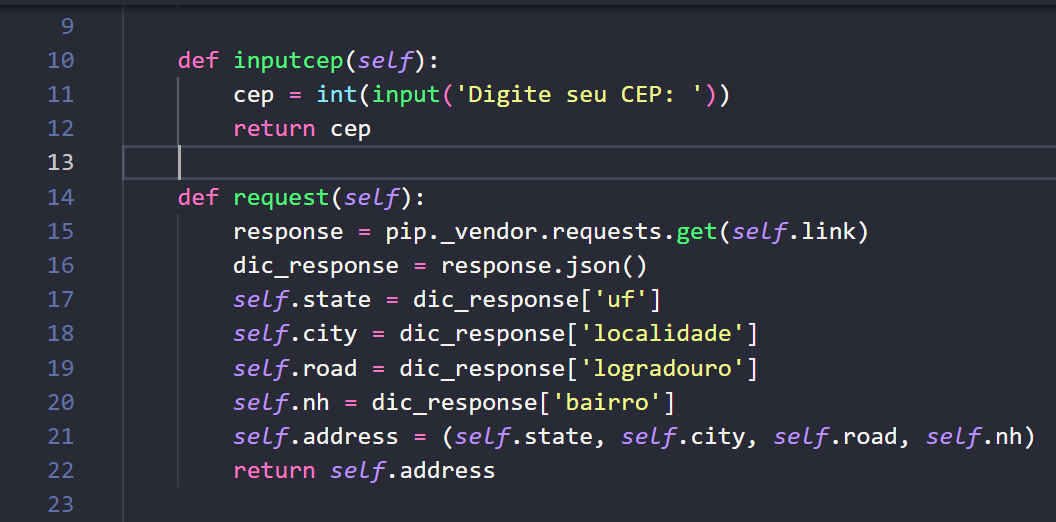 9
10 def inputcep(self):
11 cep = int(input('Digite seu CEP: '))
12 return cep
13
14 def request(self):
15 response = pip._vendor.requests.get(self.link)
16 dic_response = response.json()
17 self.state = dic_response['uf']
18 self.city = dic_response['localidade']
19 self.road = dic_response['logradouro']
20 self.nh = dic_response['bairro']
21 self.address = (self.state, self.city, self.road, self.nh)
22 return self.address
23